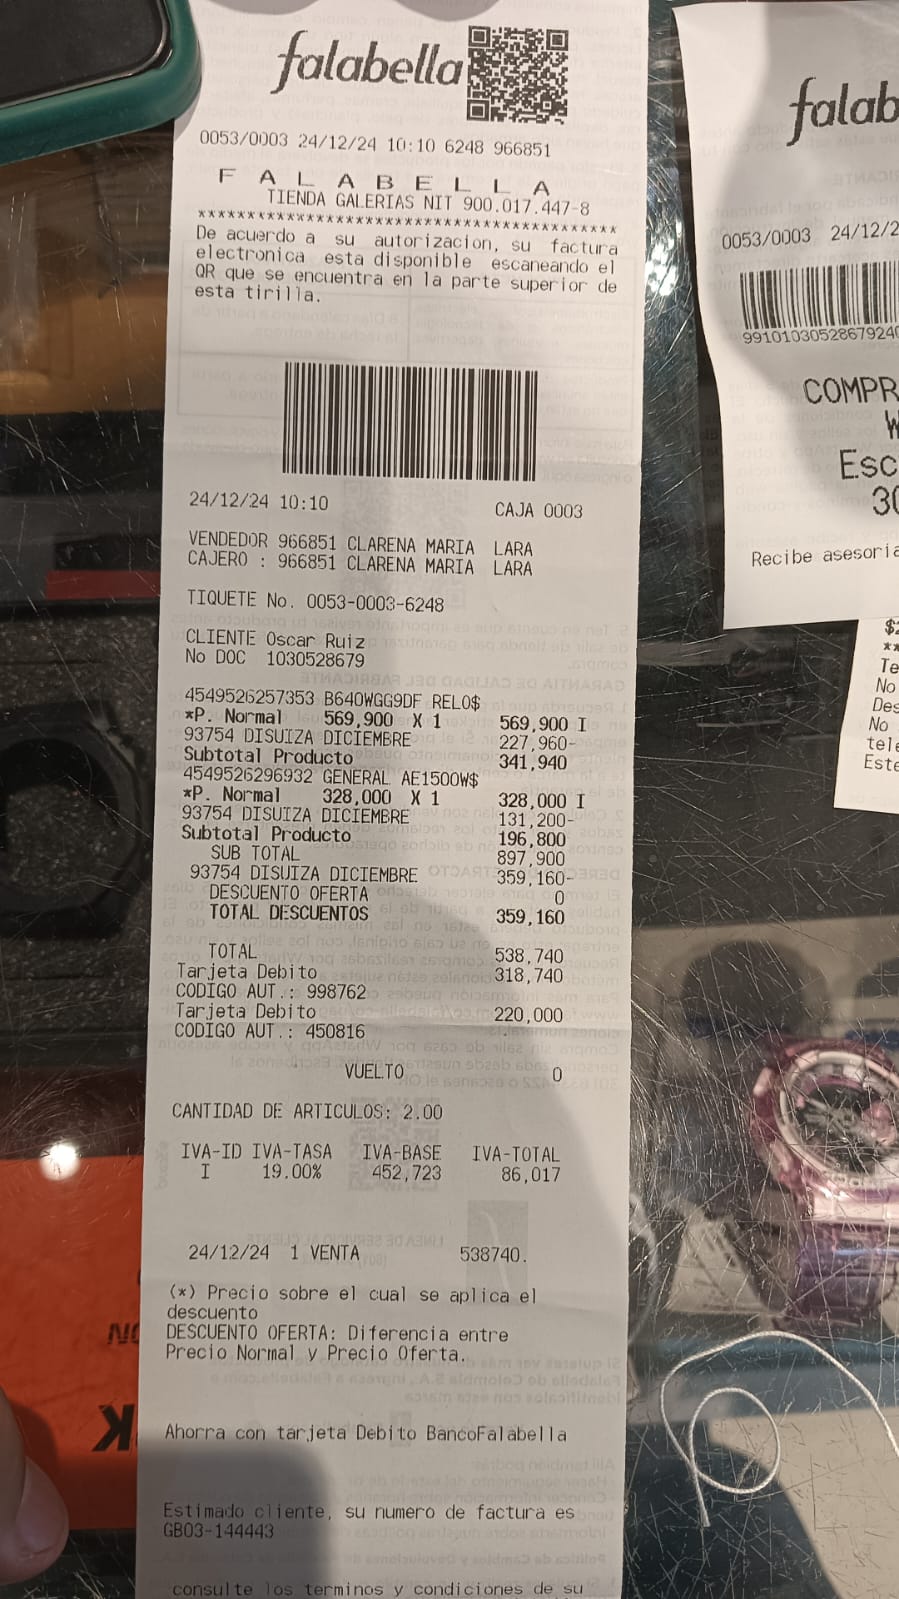 falabella
0053/0003 24/12/24 10:10 6248 966851
F A L A B E L L A
TIENDA GALERIAS NIT 900.017.447-8
******************************************
De acuerdo a su autorizacion, su factura
electronica esta disponible escaneando el
QR que se encuentra en la parte superior de
esta tirilla.
24/12/24 10:10 CAJA 0003
VENDEDOR 966851 CLARENA MARIA LARA
CAJERO : 966851 CLARENA MARIA LARA
TIQUETE No. 0053-0003-6248
CLIENTE Oscar Ruiz
No DOC 1030528679
4549526257353 B640WGG9DF RELO$
*P. Normal 569,900 X 1 569,900 I
93754 DISUIZA DICIEMBRE 227,960-
Subtotal Producto 341,940
4549526296932 GENERAL AE1500W$
*P. Normal 328,000 X 1 328,000 I
93754 DISUIZA DICIEMBRE 131,200-
Subtotal Producto 196,800
SUB TOTAL 897,900
93754 DISUIZA DICIEMBRE 359,160-
DESCUENTO OFERTA 0
TOTAL DESCUENTOS 359,160
TOTAL 538,740
Tarjeta Debito 318,740
CODIGO AUT.: 998762
Tarjeta Debito 220,000
CODIGO AUT.: 450816
VUELTO 0
CANTIDAD DE ARTICULOS: 2.00
IVA-ID IVA-TASA IVA-BASE IVA-TOTAL
I 19.00% 452,723 86,017
24/12/24 1 VENTA 538740.
(*) Precio sobre el cual se aplica el
descuento
DESCUENTO OFERTA: Diferencia entre
Precio Normal y Precio Oferta.
Ahorra con tarjeta Debito BancoFalabella
Estimado cliente, su numero de factura es
GB03-144443
consulte los terminos y condiciones de su
falab
0053/0003 24/12/2
9910103052867924
COMPR
W
Esc
30
Recibe asesoria
$2
**
Te
No
Des
No
tele
Este